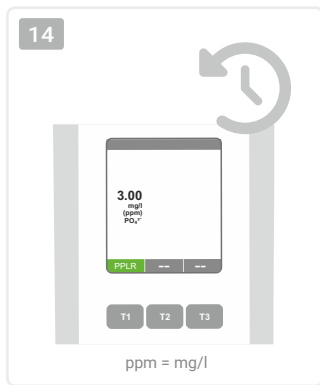 14
3.00
mg/l
(ppm)
PO₄³⁻
PPLR -- --
T1 T2 T3
ppm = mg/l